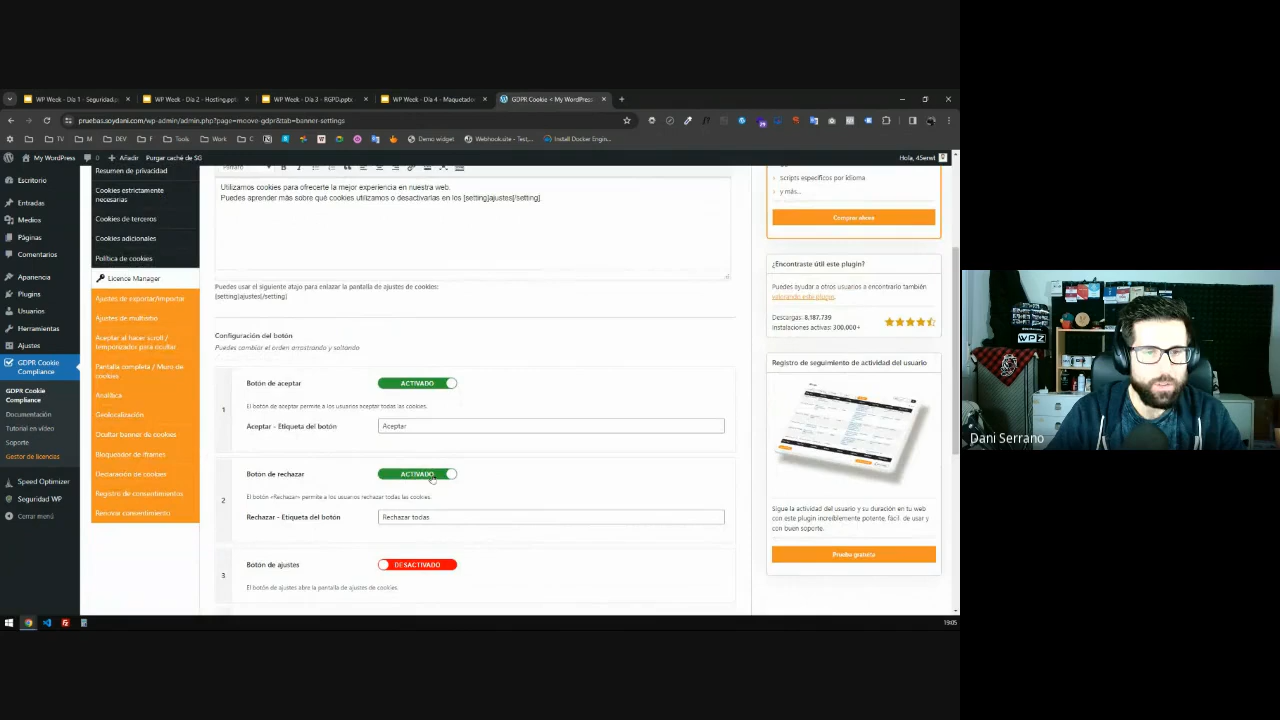 WP Week - Día 1 - Seguridad.p
WP Week - Día 2 - Hosting.ppt
WP Week - Día 3 - RGPD.pptx
WP Week - Día 4 - Maquetado
GDPR Cookie < My WordPress
pruebas.soydani.com/wp-admin/admin.php?page=moove-gdpr&tab=banner-settings
TV
M
DEV
F
Tools
Work
C
Demo widget
Webhook.site - Test,...
Install Docker Engin...
My WordPress
0
Añadir
Purgar caché de SG
Hola, 4Serwt
Escritorio
Entradas
Medios
Páginas
Comentarios
Apariencia
Plugins
Usuarios
Herramientas
Ajustes
GDPR Cookie
Compliance
GDPR Cookie
Compliance
Documentación
Tutorial en vídeo
Soporte
Gestor de licencias
Speed Optimizer
Seguridad WP
Cerrar menú
Resumen de privacidad
Cookies estrictamente
necesarias
Cookies de terceros
Cookies adicionales
Política de cookies
Licence Manager
Ajustes de exportar/importar
Ajustes de multisitio
Aceptar al hacer scroll /
temporizador para ocultar
Pantalla completa / Muro de
cookies
Analítica
Geolocalización
Ocultar banner de cookies
Bloqueador de iframes
Declaración de cookies
Registro de consentimientos
Renovar consentimiento
Párrafo
Utilizamos cookies para ofrecerte la mejor experiencia en nuestra web.
Puedes aprender más sobre qué cookies utilizamos o desactivarlas en los [setting]ajustes[/setting]
Puedes usar el siguiente atajo para enlazar la pantalla de ajustes de cookies:
[setting]ajustes[/setting]
Configuración del botón
Puedes cambiar el orden arrastrando y soltando
1
Botón de aceptar
ACTIVADO
El botón de aceptar permite a los usuarios aceptar todas las cookies.
Aceptar - Etiqueta del botón
Aceptar
2
Botón de rechazar
ACTIVADO
El botón «Rechazar» permite a los usuarios rechazar todas las cookies.
Rechazar - Etiqueta del botón
Rechazar todas
3
Botón de ajustes
DESACTIVADO
El botón de ajustes abre la pantalla de ajustes de cookies.
scripts específicos por idioma
y más...
Comprar ahora
¿Encontraste útil este plugin?
Puedes ayudar a otros usuarios a encontrarlo también
valorando este plugin.
Descargas: 8,187,739
Instalaciones activas: 300,000+
Registro de seguimiento de actividad del usuario
Sigue la actividad del usuario y su duración en tu web
con este plugin increíblemente potente, fácil de usar y
con buen soporte.
Prueba gratuita
19:05
WPZ
Dani Serrano